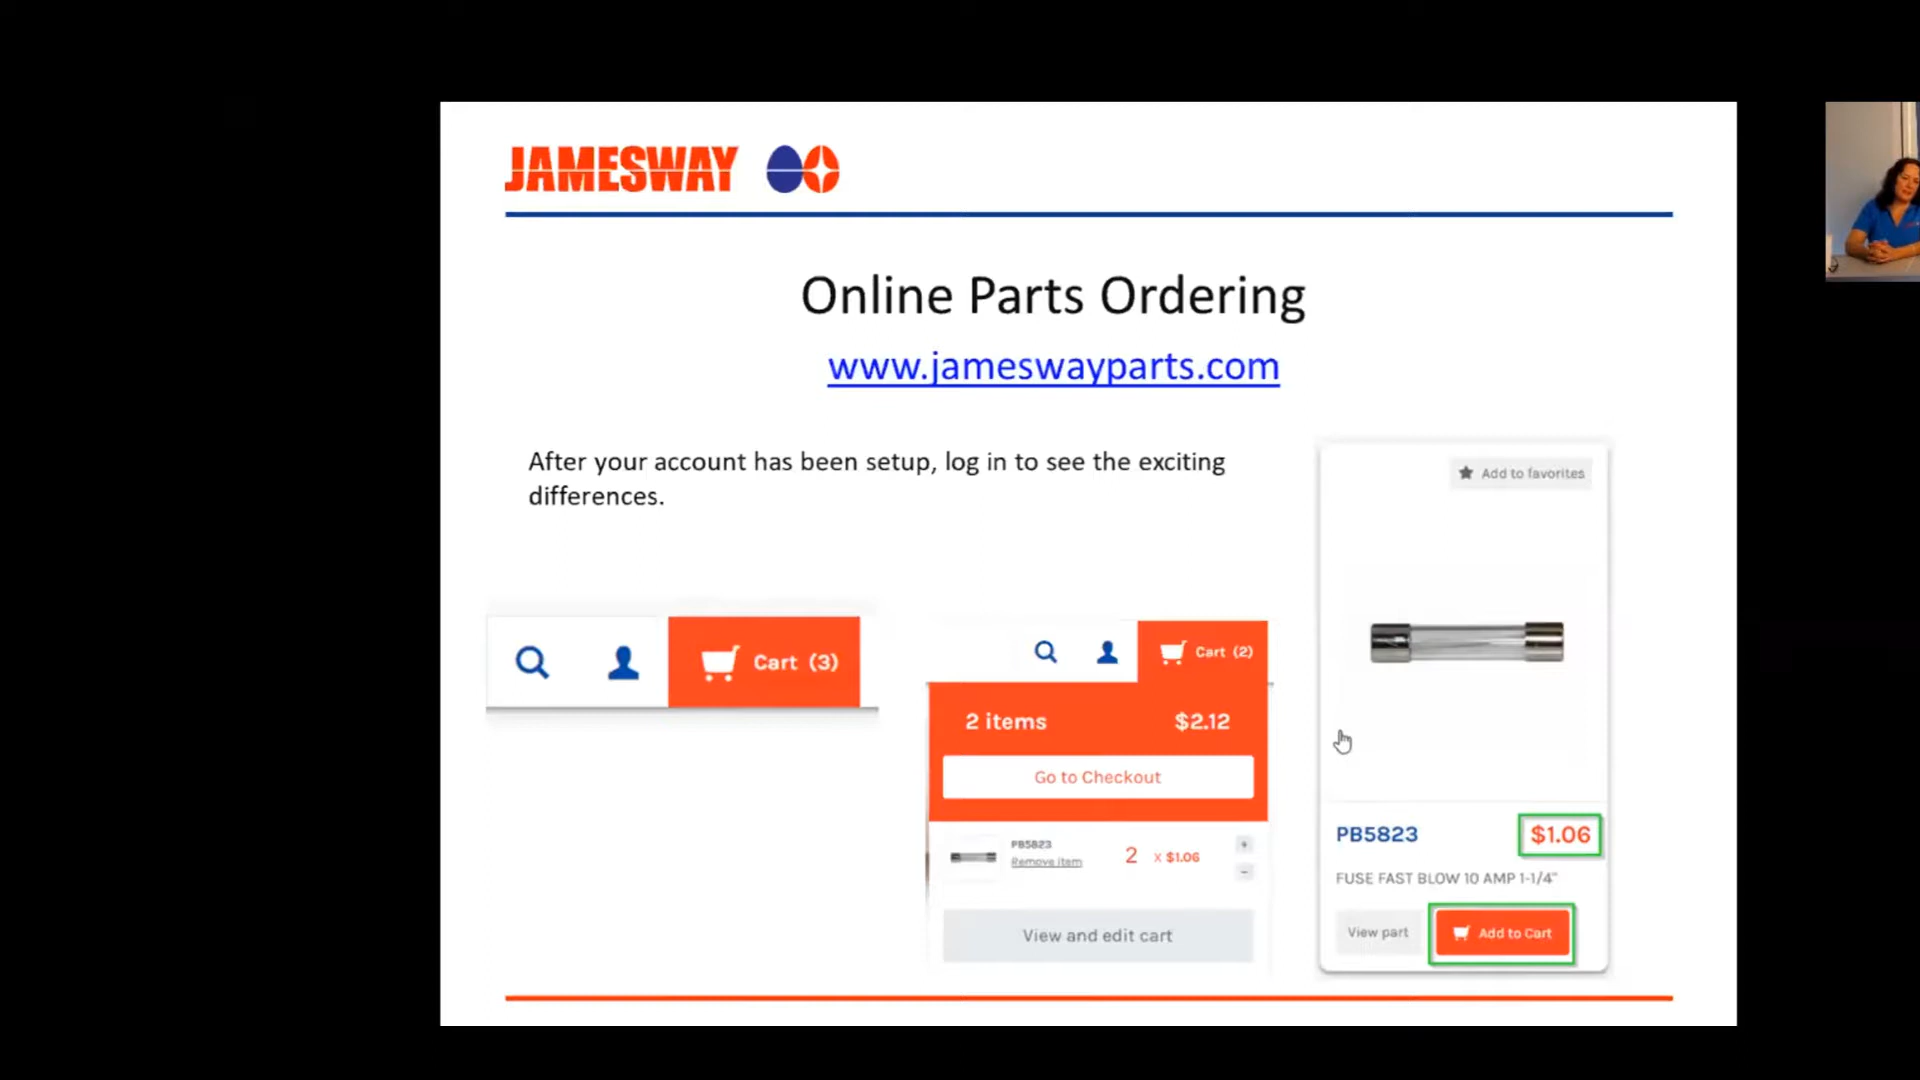 JAMESWAY
Online Parts Ordering
www.jameswayparts.com
After your account has been setup, log in to see the exciting
differences.
Cart (3)
Cart (2)
2 items $2.12
Go to Checkout
PB5823
Remove item
2 x $1.06
+
-
View and edit cart
Add to favorites
PB5823 $1.06
FUSE FAST BLOW 10 AMP 1-1/4"
View part Add to Cart